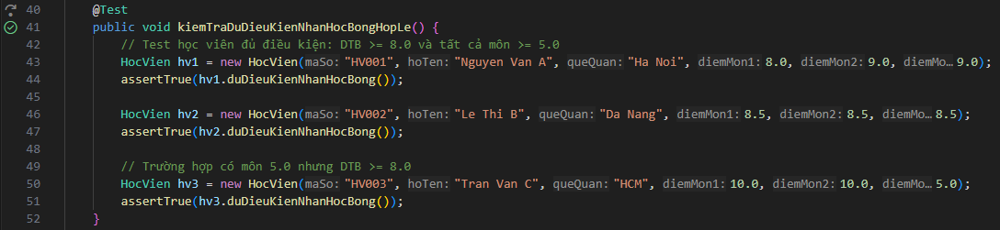 40 @Test
41 public void kiemTraDuDieuKienNhanHocBongHopLe() {
42 // Test học viên đủ điều kiện: DTB >= 8.0 và tất cả môn >= 5.0
43 HocVien hv1 = new HocVien(maSo: "HV001", hoTen: "Nguyen Van A", queQuan: "Ha Noi", diemMon1: 8.0, diemMon2: 9.0, diemMo… 9.0);
44 assertTrue(hv1.duDieuKienNhanHocBong());
45
46 HocVien hv2 = new HocVien(maSo: "HV002", hoTen: "Le Thi B", queQuan: "Da Nang", diemMon1: 8.5, diemMon2: 8.5, diemMo… 8.5);
47 assertTrue(hv2.duDieuKienNhanHocBong());
48
49 // Trường hợp có môn 5.0 nhưng DTB >= 8.0
50 HocVien hv3 = new HocVien(maSo: "HV003", hoTen: "Tran Van C", queQuan: "HCM", diemMon1: 10.0, diemMon2: 10.0, diemMo… 5.0);
51 assertTrue(hv3.duDieuKienNhanHocBong());
52 }